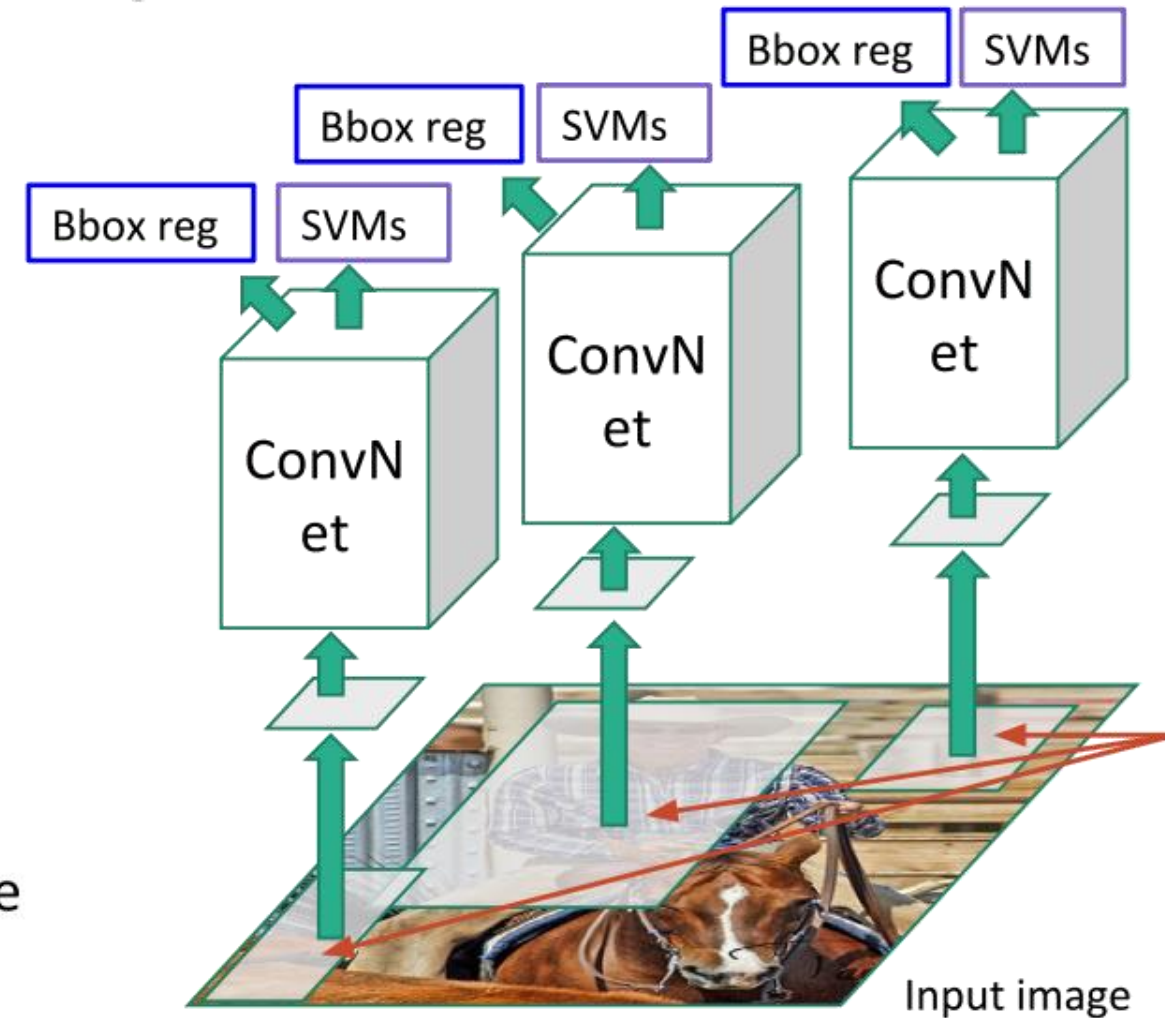 Bbox reg SVMs
Bbox reg SVMs
Bbox reg SVMs
ConvN
et
ConvN
et
ConvN
et
e
Input image